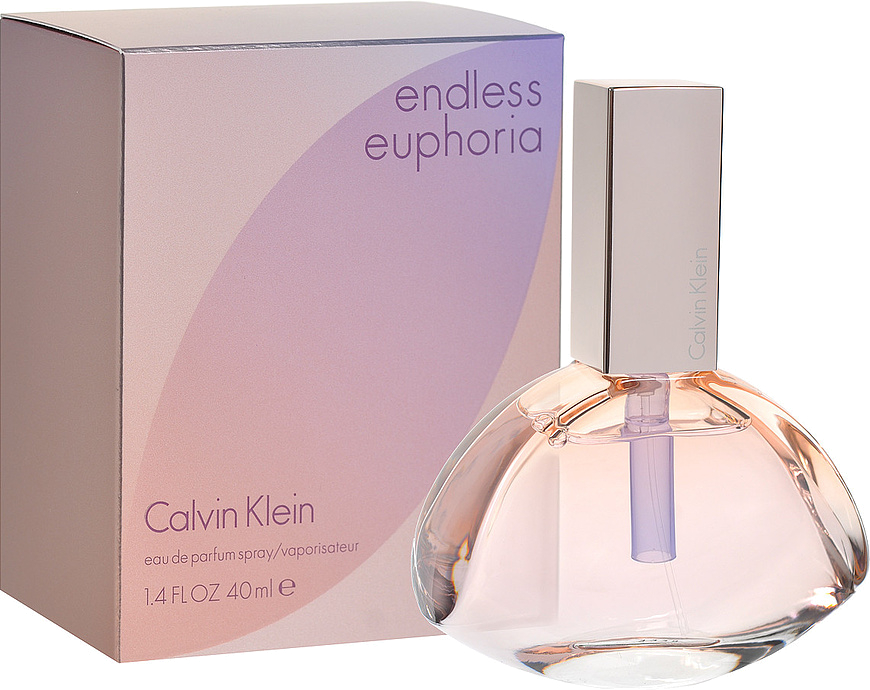 endless
euphoria
Calvin Klein
eau de parfum spray/vaporisateur
1.4 FL OZ 40 ml ℮
Calvin Klein